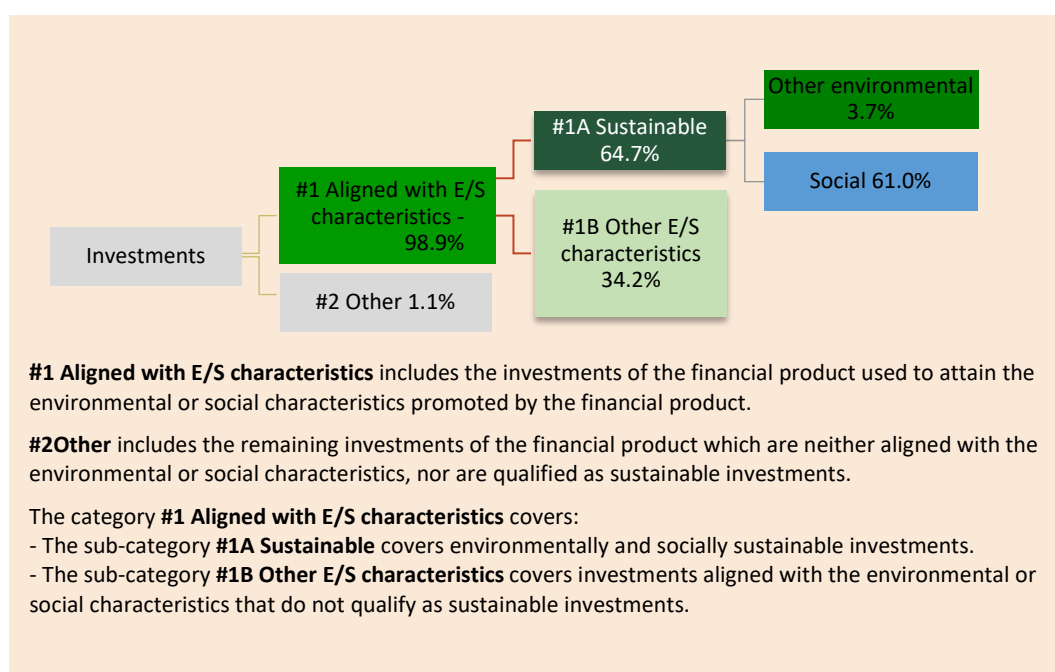 Other environmental
3.7%
#1A Sustainable
64.7%
Social 61.0%
#1 Aligned with E/S
characteristics -
98.9%
#1B Other E/S
characteristics
34.2%
Investments
#2 Other 1.1%
#1 Aligned with E/S characteristics includes the investments of the financial product used to attain the
environmental or social characteristics promoted by the financial product.
#2Other includes the remaining investments of the financial product which are neither aligned with the
environmental or social characteristics, nor are qualified as sustainable investments.
The category #1 Aligned with E/S characteristics covers:
- The sub-category #1A Sustainable covers environmentally and socially sustainable investments.
- The sub-category #1B Other E/S characteristics covers investments aligned with the environmental or
social characteristics that do not qualify as sustainable investments.